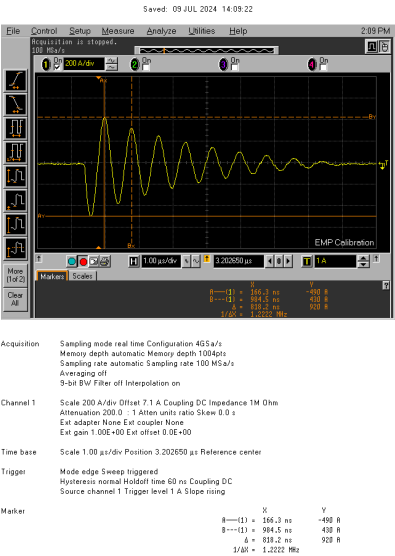 Saved:  09 JUL 2024  14:09:22
File  Control  Setup  Measure  Analyze  Utilities  Help  2:09 PM
Acquisition is stopped.
100 MSa/s
1 On 200 A/div  2 On  3 On  4 On
Ax
By
T
Ay
Bx
EMP Calibration
More
(1of 2)
Clear
All
H 1.00 µs/div  3.202650 µs  0  T 1 A
Markers  Scales
?
X  Y
A——(1) = 166.3 ns  -490 A
B---(1) = 984.5 ns  430 A
Δ = 818.2 ns  920 A
1/ΔX = 1.2222 MHz
Acquisition  Sampling mode real time Configuration 4GSa/s
Memory depth automatic Memory depth 1004pts
Sampling rate automatic Sampling rate 100 MSa/s
Averaging off
9-bit BW Filter off Interpolation on
Channel 1  Scale 200 A/div Offset 7.1 A Coupling DC Impedance 1M Ohm
Attenuation 200.0  : 1 Atten units ratio Skew 0.0 s
Ext adapter None Ext coupler None
Ext gain 1.00E+00 Ext offset 0.0E+00
Time base  Scale 1.00 µs/div Position 3.202650 µs Reference center
Trigger  Mode edge Sweep triggered
Hysteresis normal Holdoff time 60 ns Coupling DC
Source channel 1 Trigger level 1 A Slope rising
Marker  X  Y
A——(1) = 166.3 ns  -490 A
B---(1) = 984.5 ns  430 A
Δ = 818.2 ns  920 A
1/ΔX = 1.2222 MHz